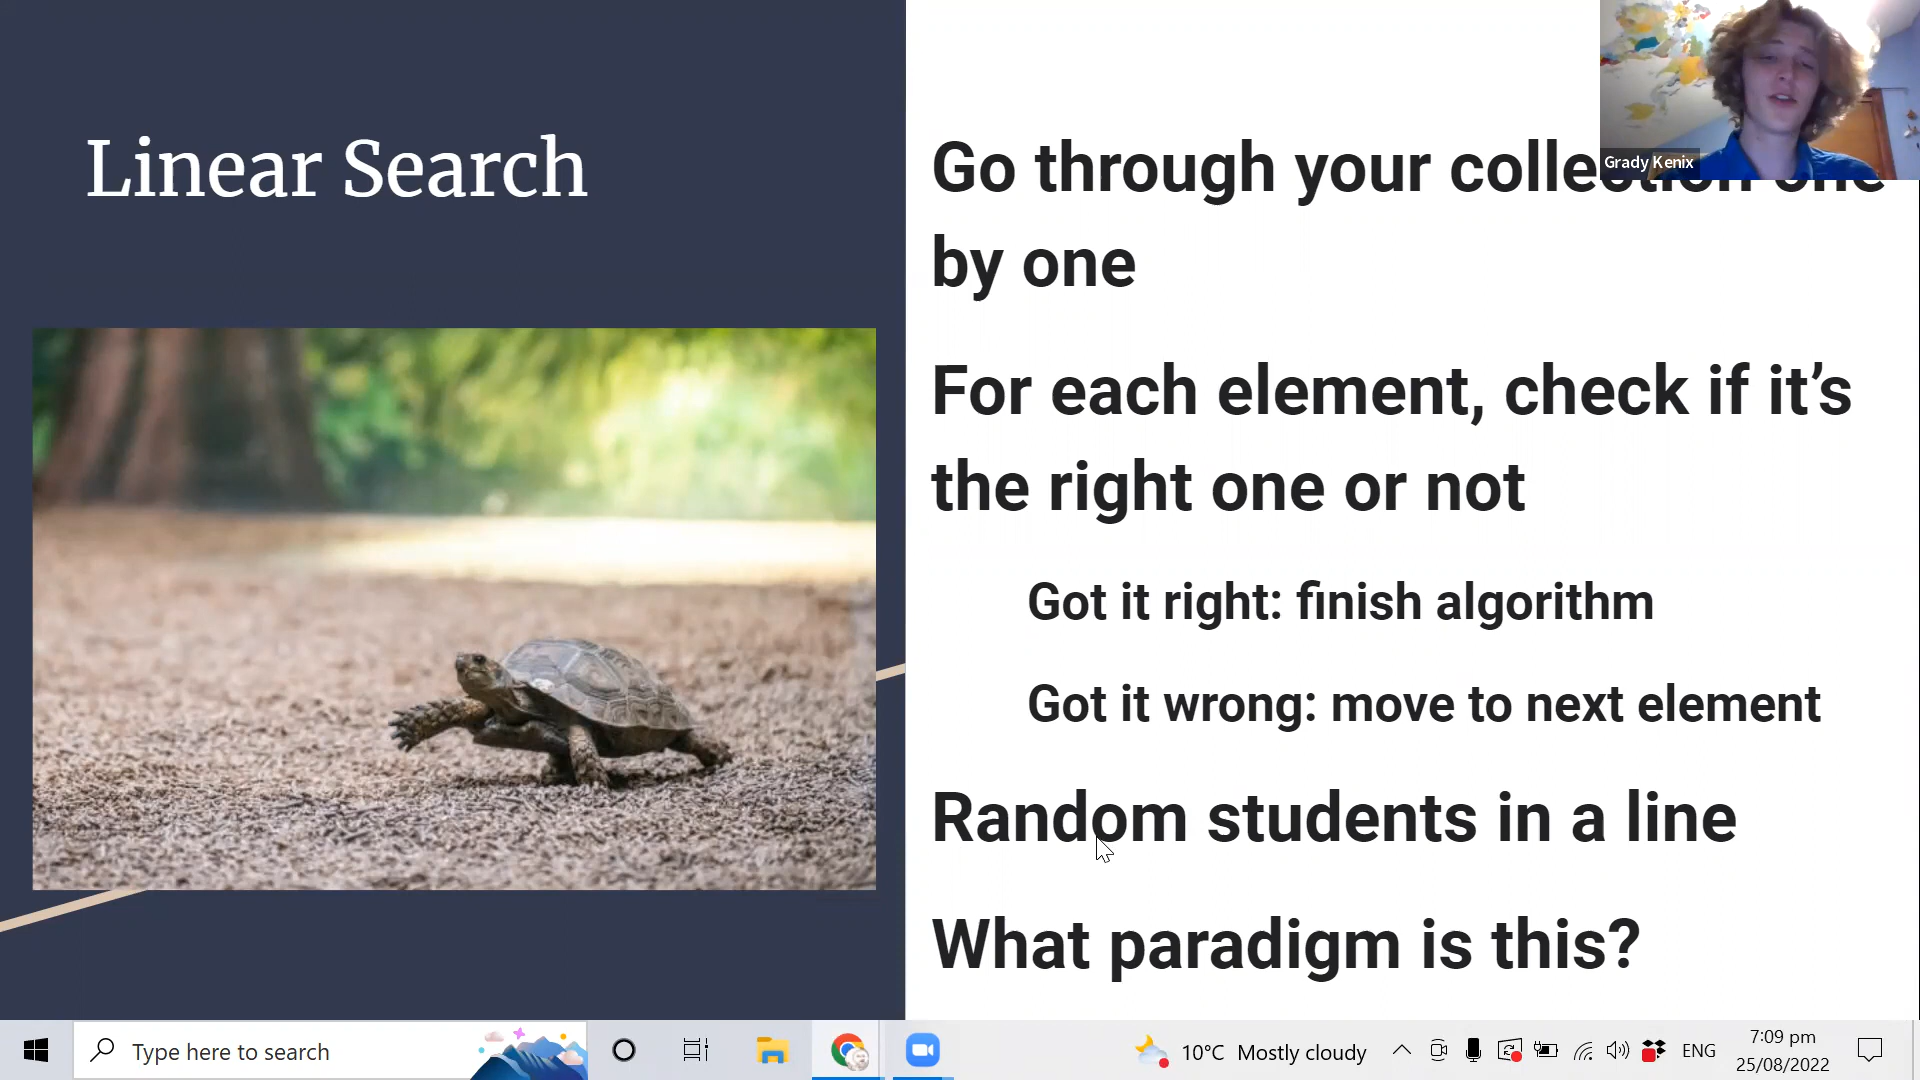 Linear Search
Go through your collection one
by one
For each element, check if it’s
the right one or not
Got it right: finish algorithm
Got it wrong: move to next element
Random students in a line
What paradigm is this?
Grady Kenix
Type here to search
10°C Mostly cloudy
ENG
7:09 pm
25/08/2022